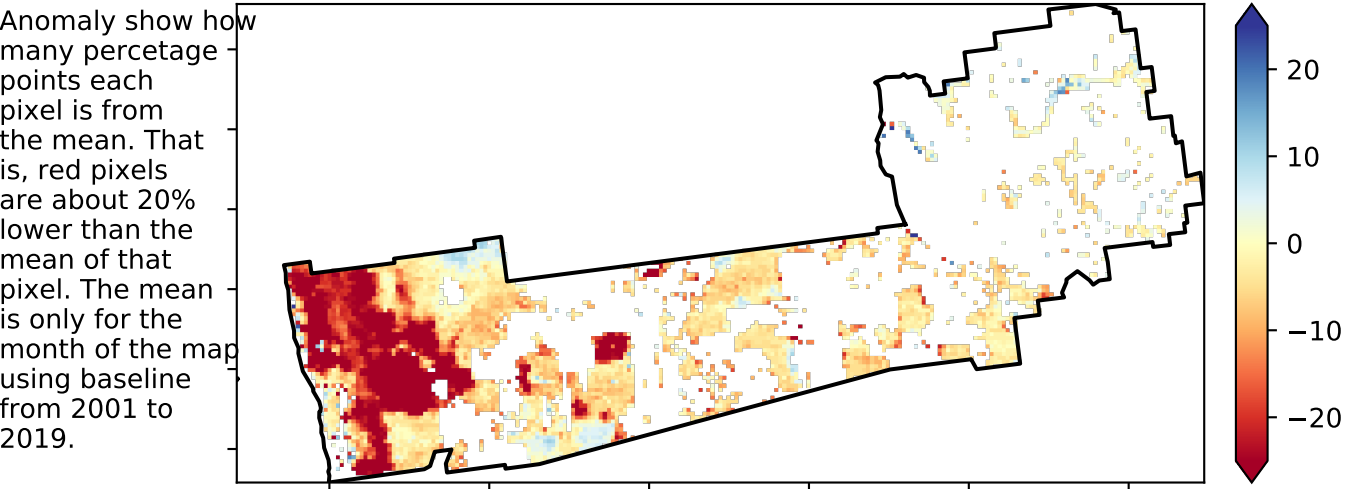 Anomaly show how
many percetage
points each
pixel is from
the mean. That
is, red pixels
are about 20%
lower than the
mean of that
pixel. The mean
is only for the
month of the map
using baseline
from 2001 to
2019.
20
10
0
−10
−20